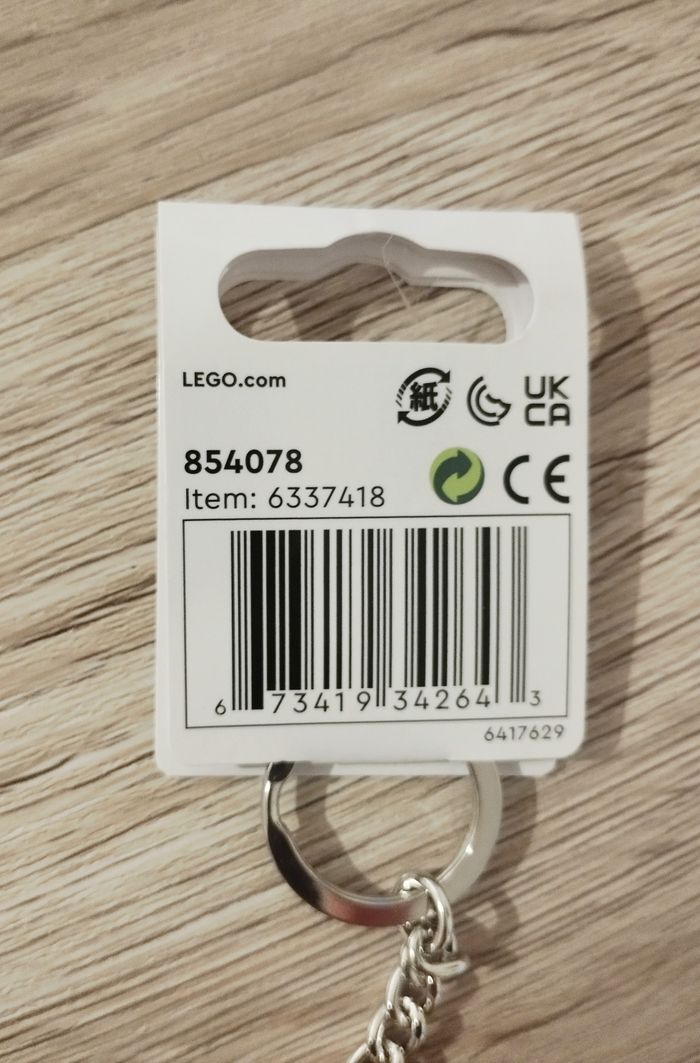 LEGO.com
紙
UK
CA
854078
CE
Item: 6337418
6 73419 34264 3
6417629